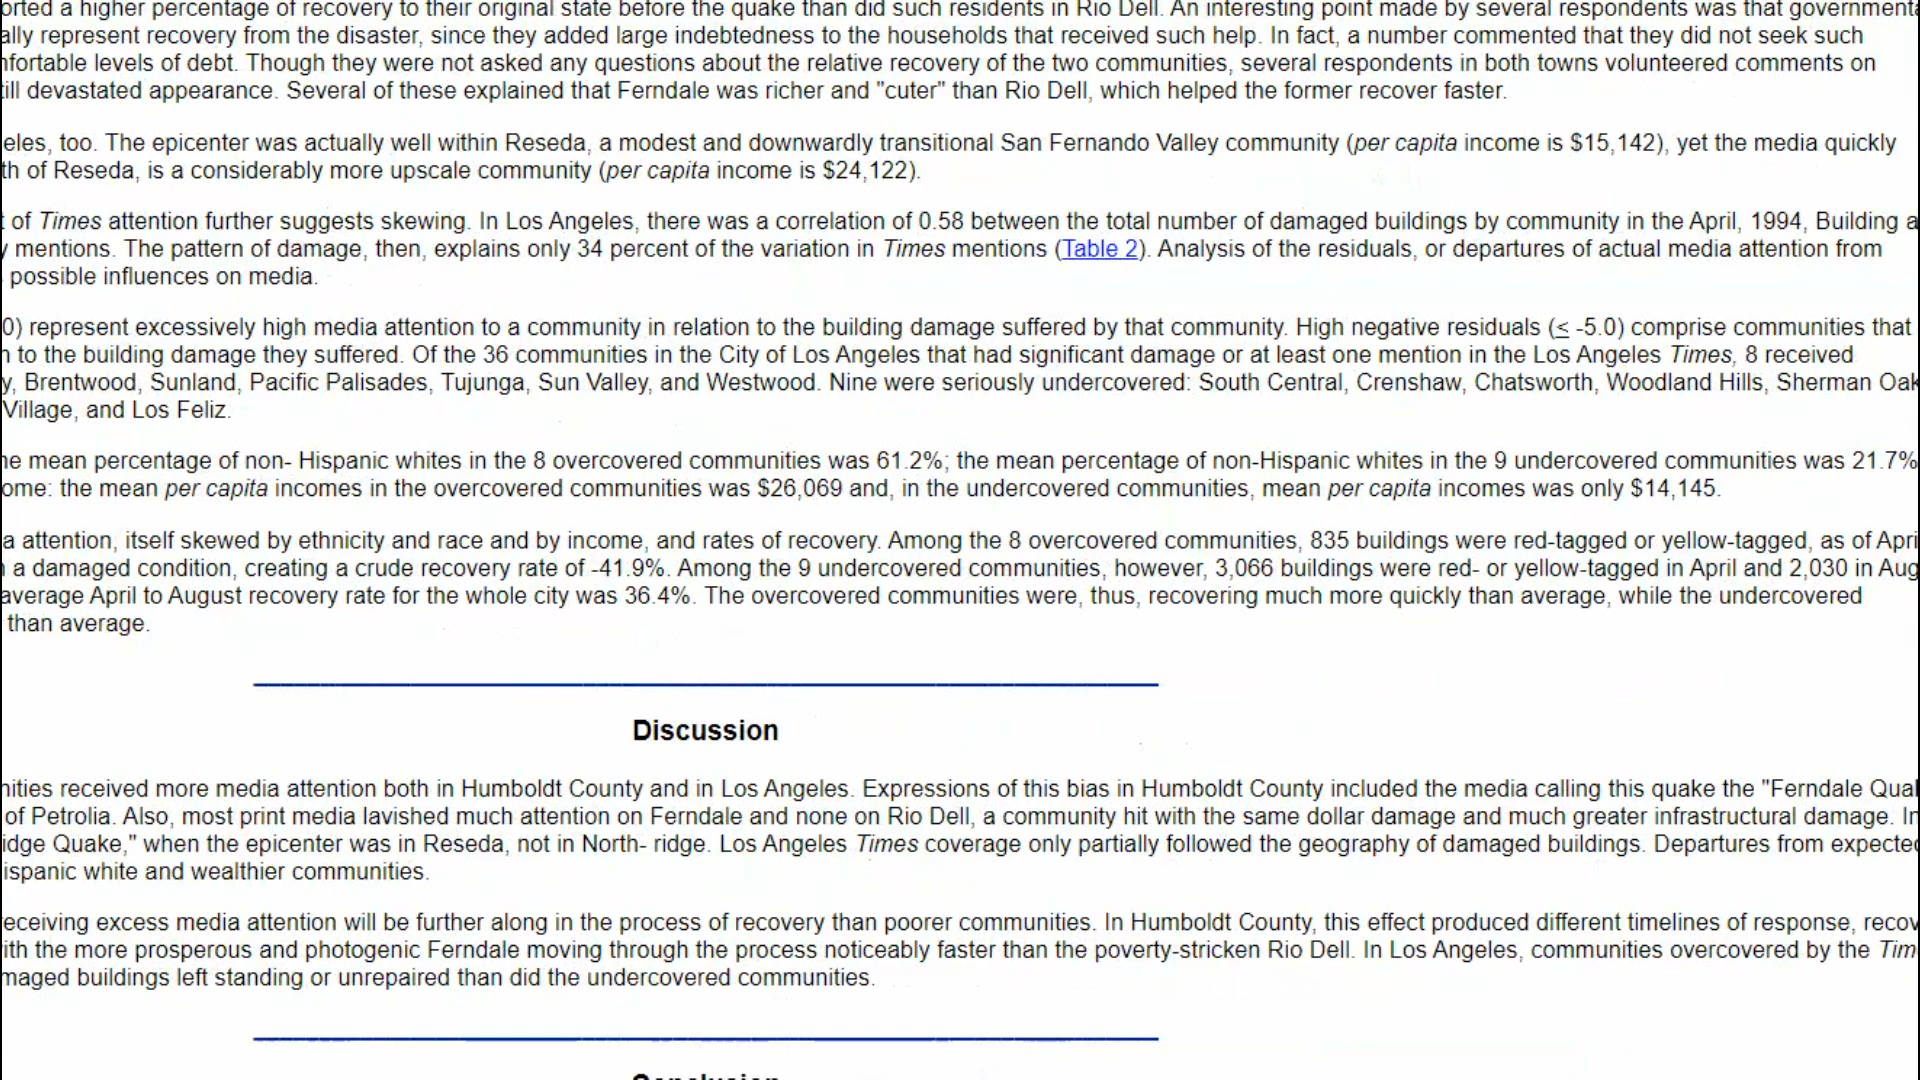 orted a higher percentage of recovery to their original state before the quake than did such residents in Rio Dell. An interesting point made by several respondents was that governmenta
ally represent recovery from the disaster, since they added large indebtedness to the households that received such help. In fact, a number commented that they did not seek such
nfortable levels of debt. Though they were not asked any questions about the relative recovery of the two communities, several respondents in both towns volunteered comments on
till devastated appearance. Several of these explained that Ferndale was richer and "cuter" than Rio Dell, which helped the former recover faster.
eles, too. The epicenter was actually well within Reseda, a modest and downwardly transitional San Fernando Valley community (per capita income is $15,142), yet the media quickly
th of Reseda, is a considerably more upscale community (per capita income is $24,122).
t of Times attention further suggests skewing. In Los Angeles, there was a correlation of 0.58 between the total number of damaged buildings by community in the April, 1994, Building a
y mentions. The pattern of damage, then, explains only 34 percent of the variation in Times mentions (Table 2). Analysis of the residuals, or departures of actual media attention from
possible influences on media.
0) represent excessively high media attention to a community in relation to the building damage suffered by that community. High negative residuals (≤ -5.0) comprise communities that
n to the building damage they suffered. Of the 36 communities in the City of Los Angeles that had significant damage or at least one mention in the Los Angeles Times, 8 received
y, Brentwood, Sunland, Pacific Palisades, Tujunga, Sun Valley, and Westwood. Nine were seriously undercovered: South Central, Crenshaw, Chatsworth, Woodland Hills, Sherman Oak
Village, and Los Feliz.
he mean percentage of non- Hispanic whites in the 8 overcovered communities was 61.2%; the mean percentage of non-Hispanic whites in the 9 undercovered communities was 21.7%
ome: the mean per capita incomes in the overcovered communities was $26,069 and, in the undercovered communities, mean per capita incomes was only $14,145.
a attention, itself skewed by ethnicity and race and by income, and rates of recovery. Among the 8 overcovered communities, 835 buildings were red-tagged or yellow-tagged, as of Apri
a damaged condition, creating a crude recovery rate of -41.9%. Among the 9 undercovered communities, however, 3,066 buildings were red- or yellow-tagged in April and 2,030 in Aug
average April to August recovery rate for the whole city was 36.4%. The overcovered communities were, thus, recovering much more quickly than average, while the undercovered
than average.
Discussion
nities received more media attention both in Humboldt County and in Los Angeles. Expressions of this bias in Humboldt County included the media calling this quake the "Ferndale Qual
of Petrolia. Also, most print media lavished much attention on Ferndale and none on Rio Dell, a community hit with the same dollar damage and much greater infrastructural damage. In
idge Quake," when the epicenter was in Reseda, not in North- ridge. Los Angeles Times coverage only partially followed the geography of damaged buildings. Departures from expected
ispanic white and wealthier communities.
receiving excess media attention will be further along in the process of recovery than poorer communities. In Humboldt County, this effect produced different timelines of response, recov
ith the more prosperous and photogenic Ferndale moving through the process noticeably faster than the poverty-stricken Rio Dell. In Los Angeles, communities overcovered by the Tim
maged buildings left standing or unrepaired than did the undercovered communities.
Conclusion